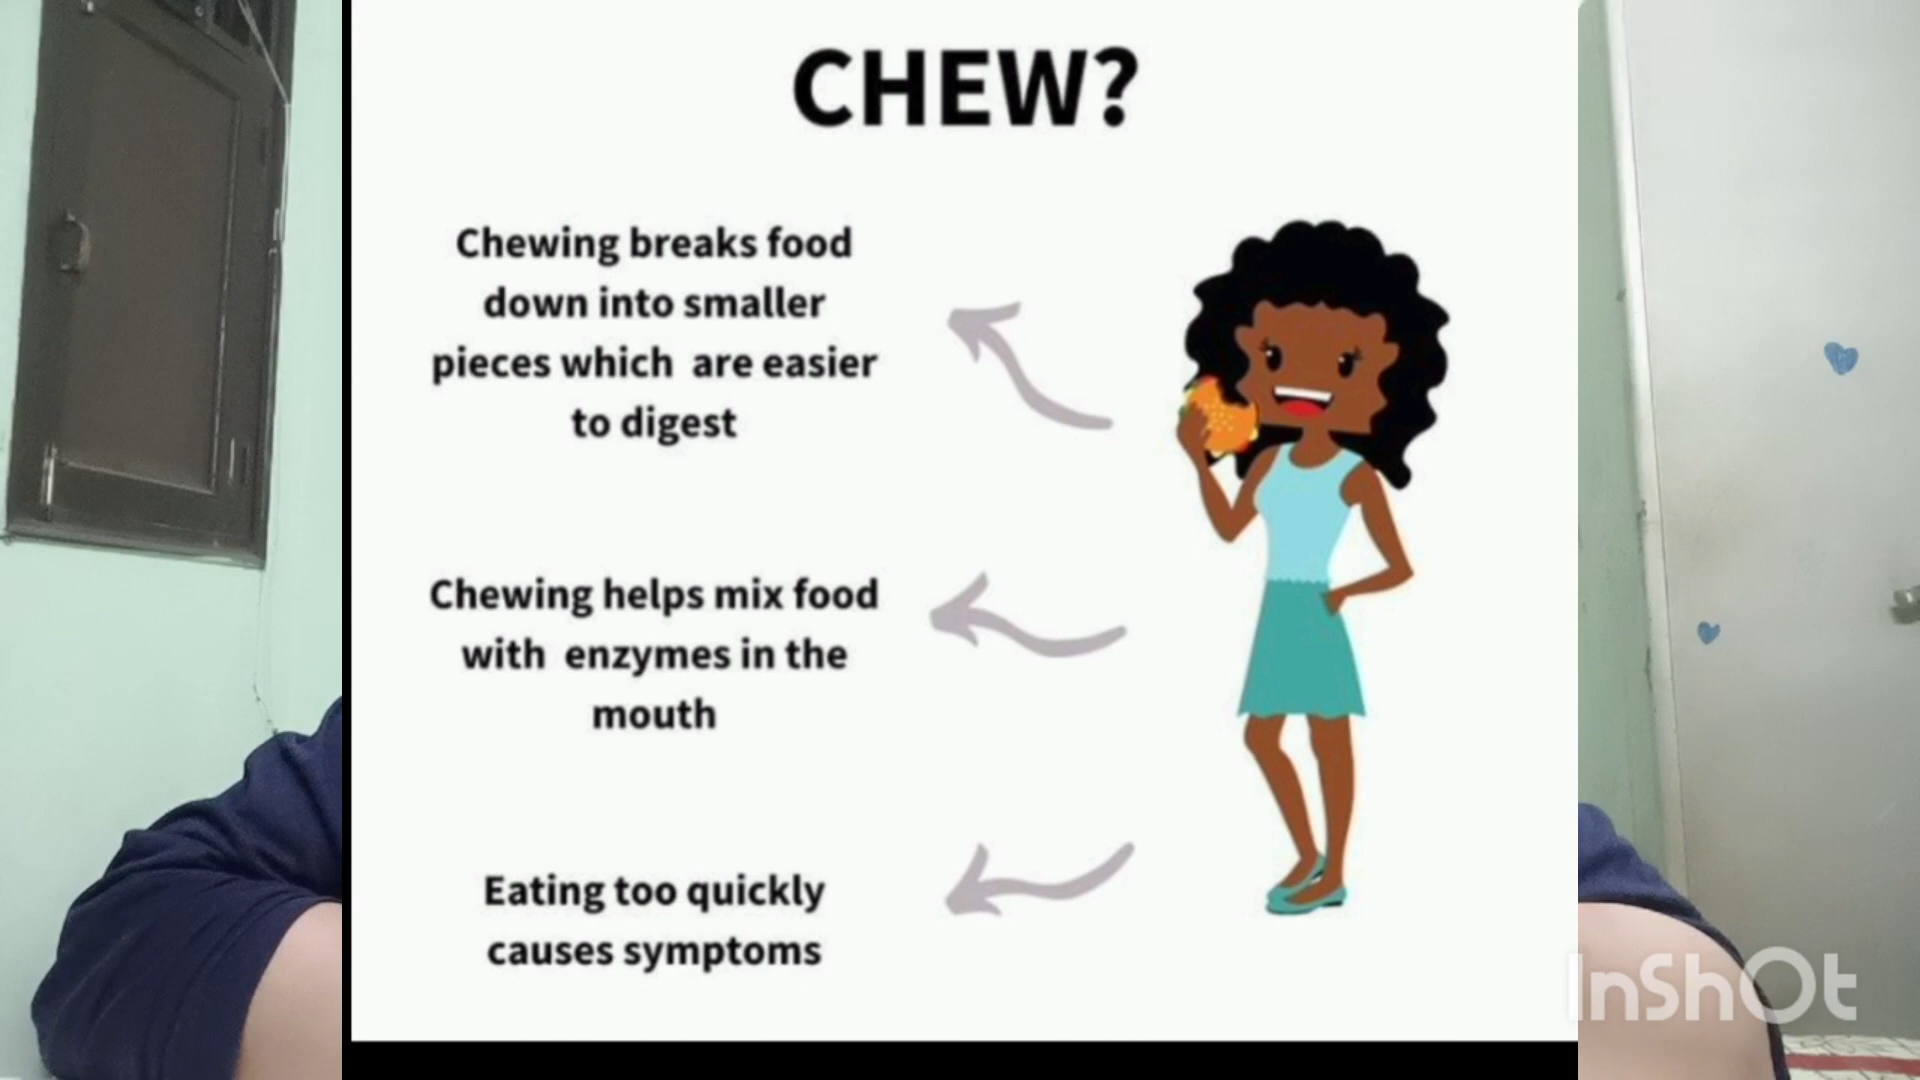 CHEW?
Chewing breaks food
down into smaller
pieces which are easier
to digest
Chewing helps mix food
with enzymes in the
mouth
Eating too quickly
causes symptoms
InShOt